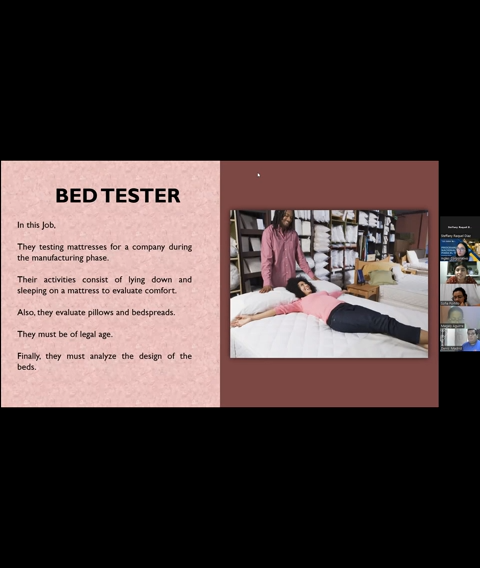 BED TESTER
In this Job,
They testing mattresses for a company during
the manufacturing phase.
Their activities consist of lying down and
sleeping on a mattress to evaluate comfort.
Also, they evaluate pillows and bedspreads.
They must be of legal age.
Finally, they must analyze the design of the
beds.